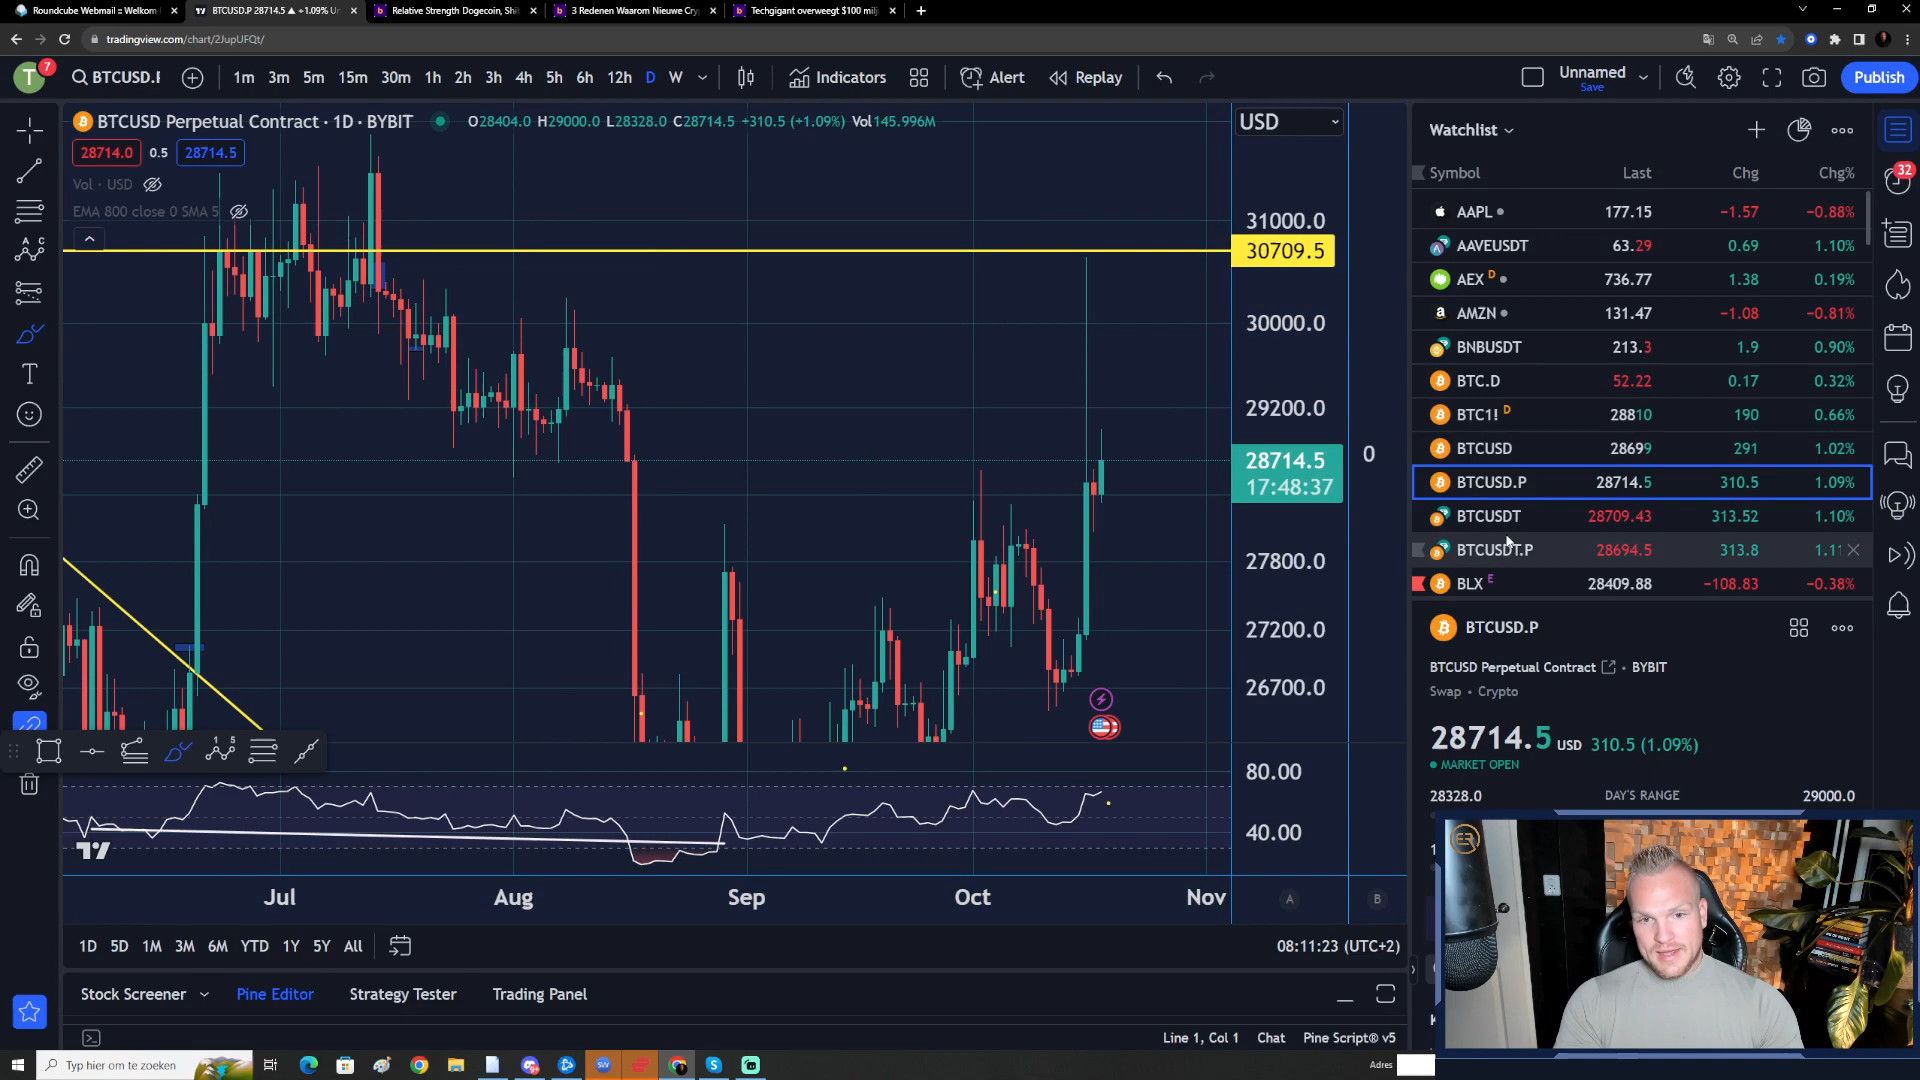 Roundcube Webmail :: Welkom
BTCUSD.P 28714.5 ▲ +1.09% Un
Relative Strength Dogecoin, Shi
3 Redenen Waarom Nieuwe Cry
Techgigant overweegt $100 milj
tradingview.com/chart/2JupUFQt/
T 7
BTCUSD.P
1m 3m 5m 15m 30m 1h 2h 3h 4h 5h 6h 12h D W
Indicators
Alert
Replay
Unnamed
Save
Publish
BTCUSD Perpetual Contract · 1D · BYBIT
O28404.0 H29000.0 L28328.0 C28714.5 +310.5 (+1.09%) Vol145.996M
28714.0 0.5 28714.5
Vol · USD
EMA 800 close 0 SMA 5
USD
31000.0
30709.5
30000.0
29200.0
28714.5
17:48:37
0
27800.0
27200.0
26700.0
80.00
40.00
Jul Aug Sep Oct Nov
A B
1D 5D 1M 3M 6M YTD 1Y 5Y All
08:11:23 (UTC+2)
Stock Screener Pine Editor Strategy Tester Trading Panel
Line 1, Col 1 Chat Pine Script® v5
Watchlist
Symbol Last Chg Chg%
AAPL 177.15 −1.57 −0.88%
AAVEUSDT 63.29 0.69 1.10%
AEX D 736.77 1.38 0.19%
AMZN 131.47 −1.08 −0.81%
BNBUSDT 213.3 1.9 0.90%
BTC.D 52.22 0.17 0.32%
BTC1! D 28810 190 0.66%
BTCUSD 28699 291 1.02%
BTCUSD.P 28714.5 310.5 1.09%
BTCUSDT 28709.43 313.52 1.10%
BTCUSDT.P 28694.5 313.8 1.11
BLX E 28409.88 −108.83 −0.38%
32
BTCUSD.P
BTCUSD Perpetual Contract · BYBIT
Swap · Crypto
28714.5 USD 310.5 (1.09%)
MARKET OPEN
28328.0 DAY'S RANGE 29000.0
Typ hier om te zoeken
Adres